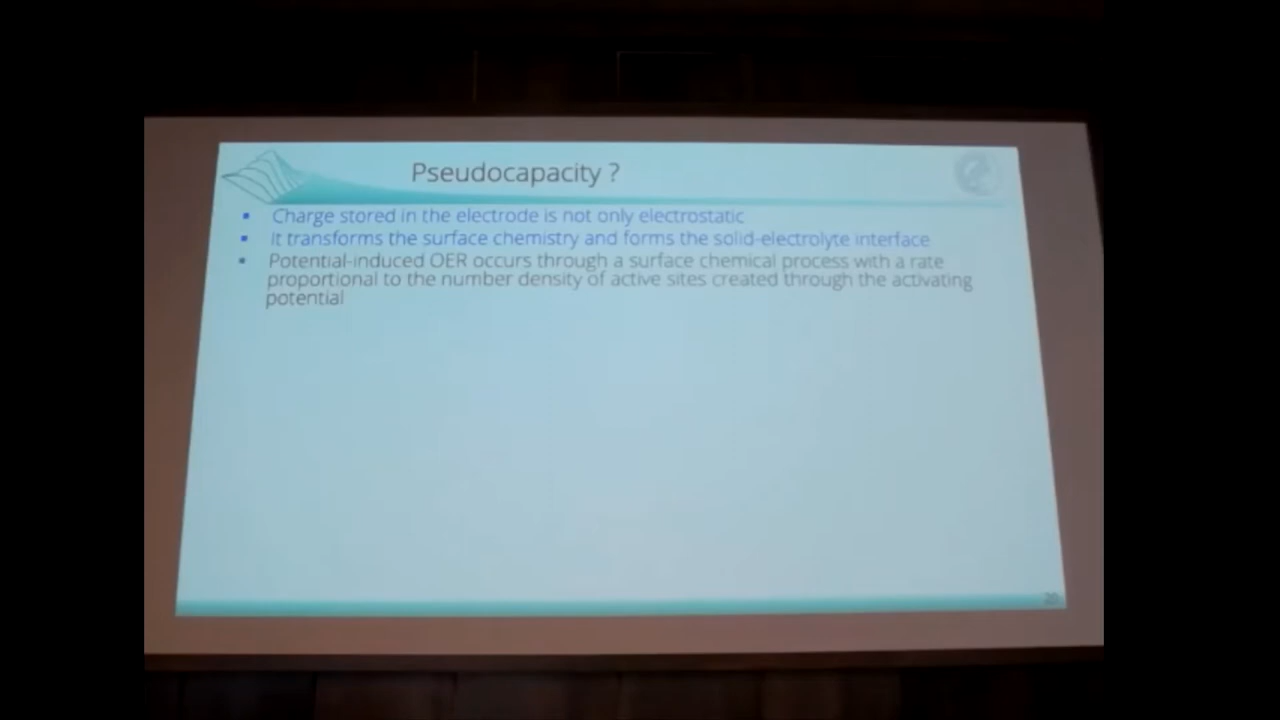 Pseudocapacity ?
▪ Charge stored in the electrode is not only electrostatic
▪ It transforms the surface chemistry and forms the solid-electrolyte interface
▪ Potential-induced OER occurs through a surface chemical process with a rate
proportional to the number density of active sites created through the activating
potential